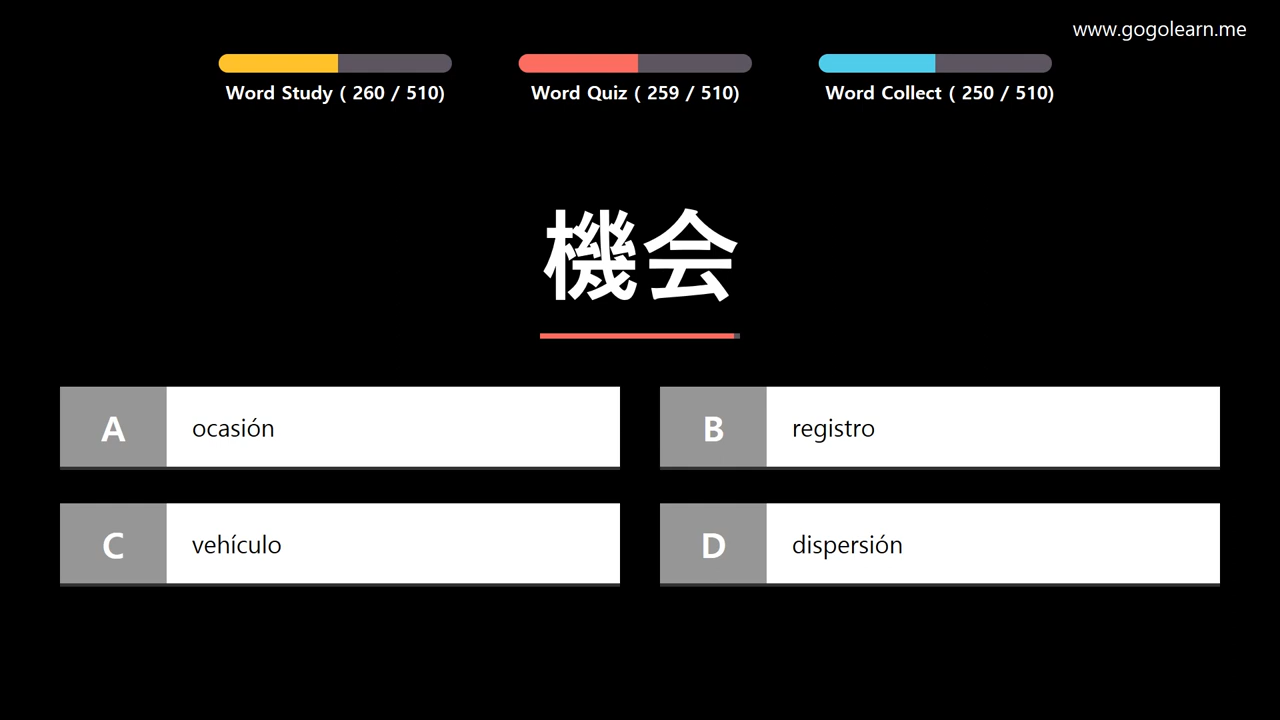 www.gogolearn.me
Word Study ( 260 / 510)
Word Quiz ( 259 / 510)
Word Collect ( 250 / 510)
機会
A ocasión
B registro
C vehículo
D dispersión